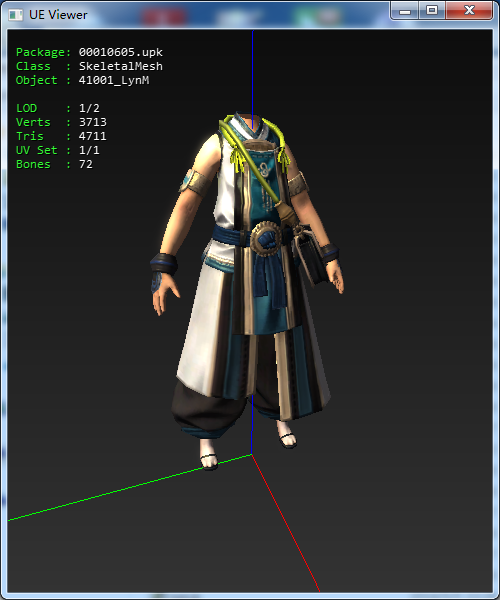 UE Viewer
Package: 00010605.upk
Class : SkeletalMesh
Object : 41001_LynM
LOD : 1/2
Verts : 3713
Tris : 4711
UV Set : 1/1
Bones : 72